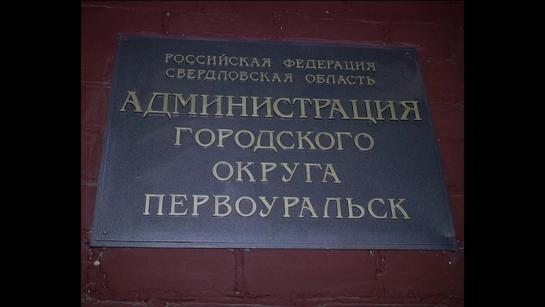 РОССИЙСКАЯ ФЕДЕРАЦИЯ
СВЕРДЛОВСКАЯ ОБЛАСТЬ
АДМИНИСТРАЦИЯ
ГОРОДСКОГО
ОКРУГА
ПЕРВОУРАЛЬСК